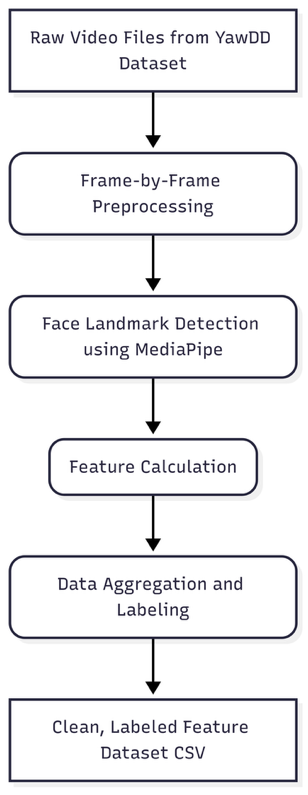 Raw Video Files from YawDD
Dataset
Frame-by-Frame
Preprocessing
Face Landmark Detection
using MediaPipe
Feature Calculation
Data Aggregation and
Labeling
Clean, Labeled Feature
Dataset CSV